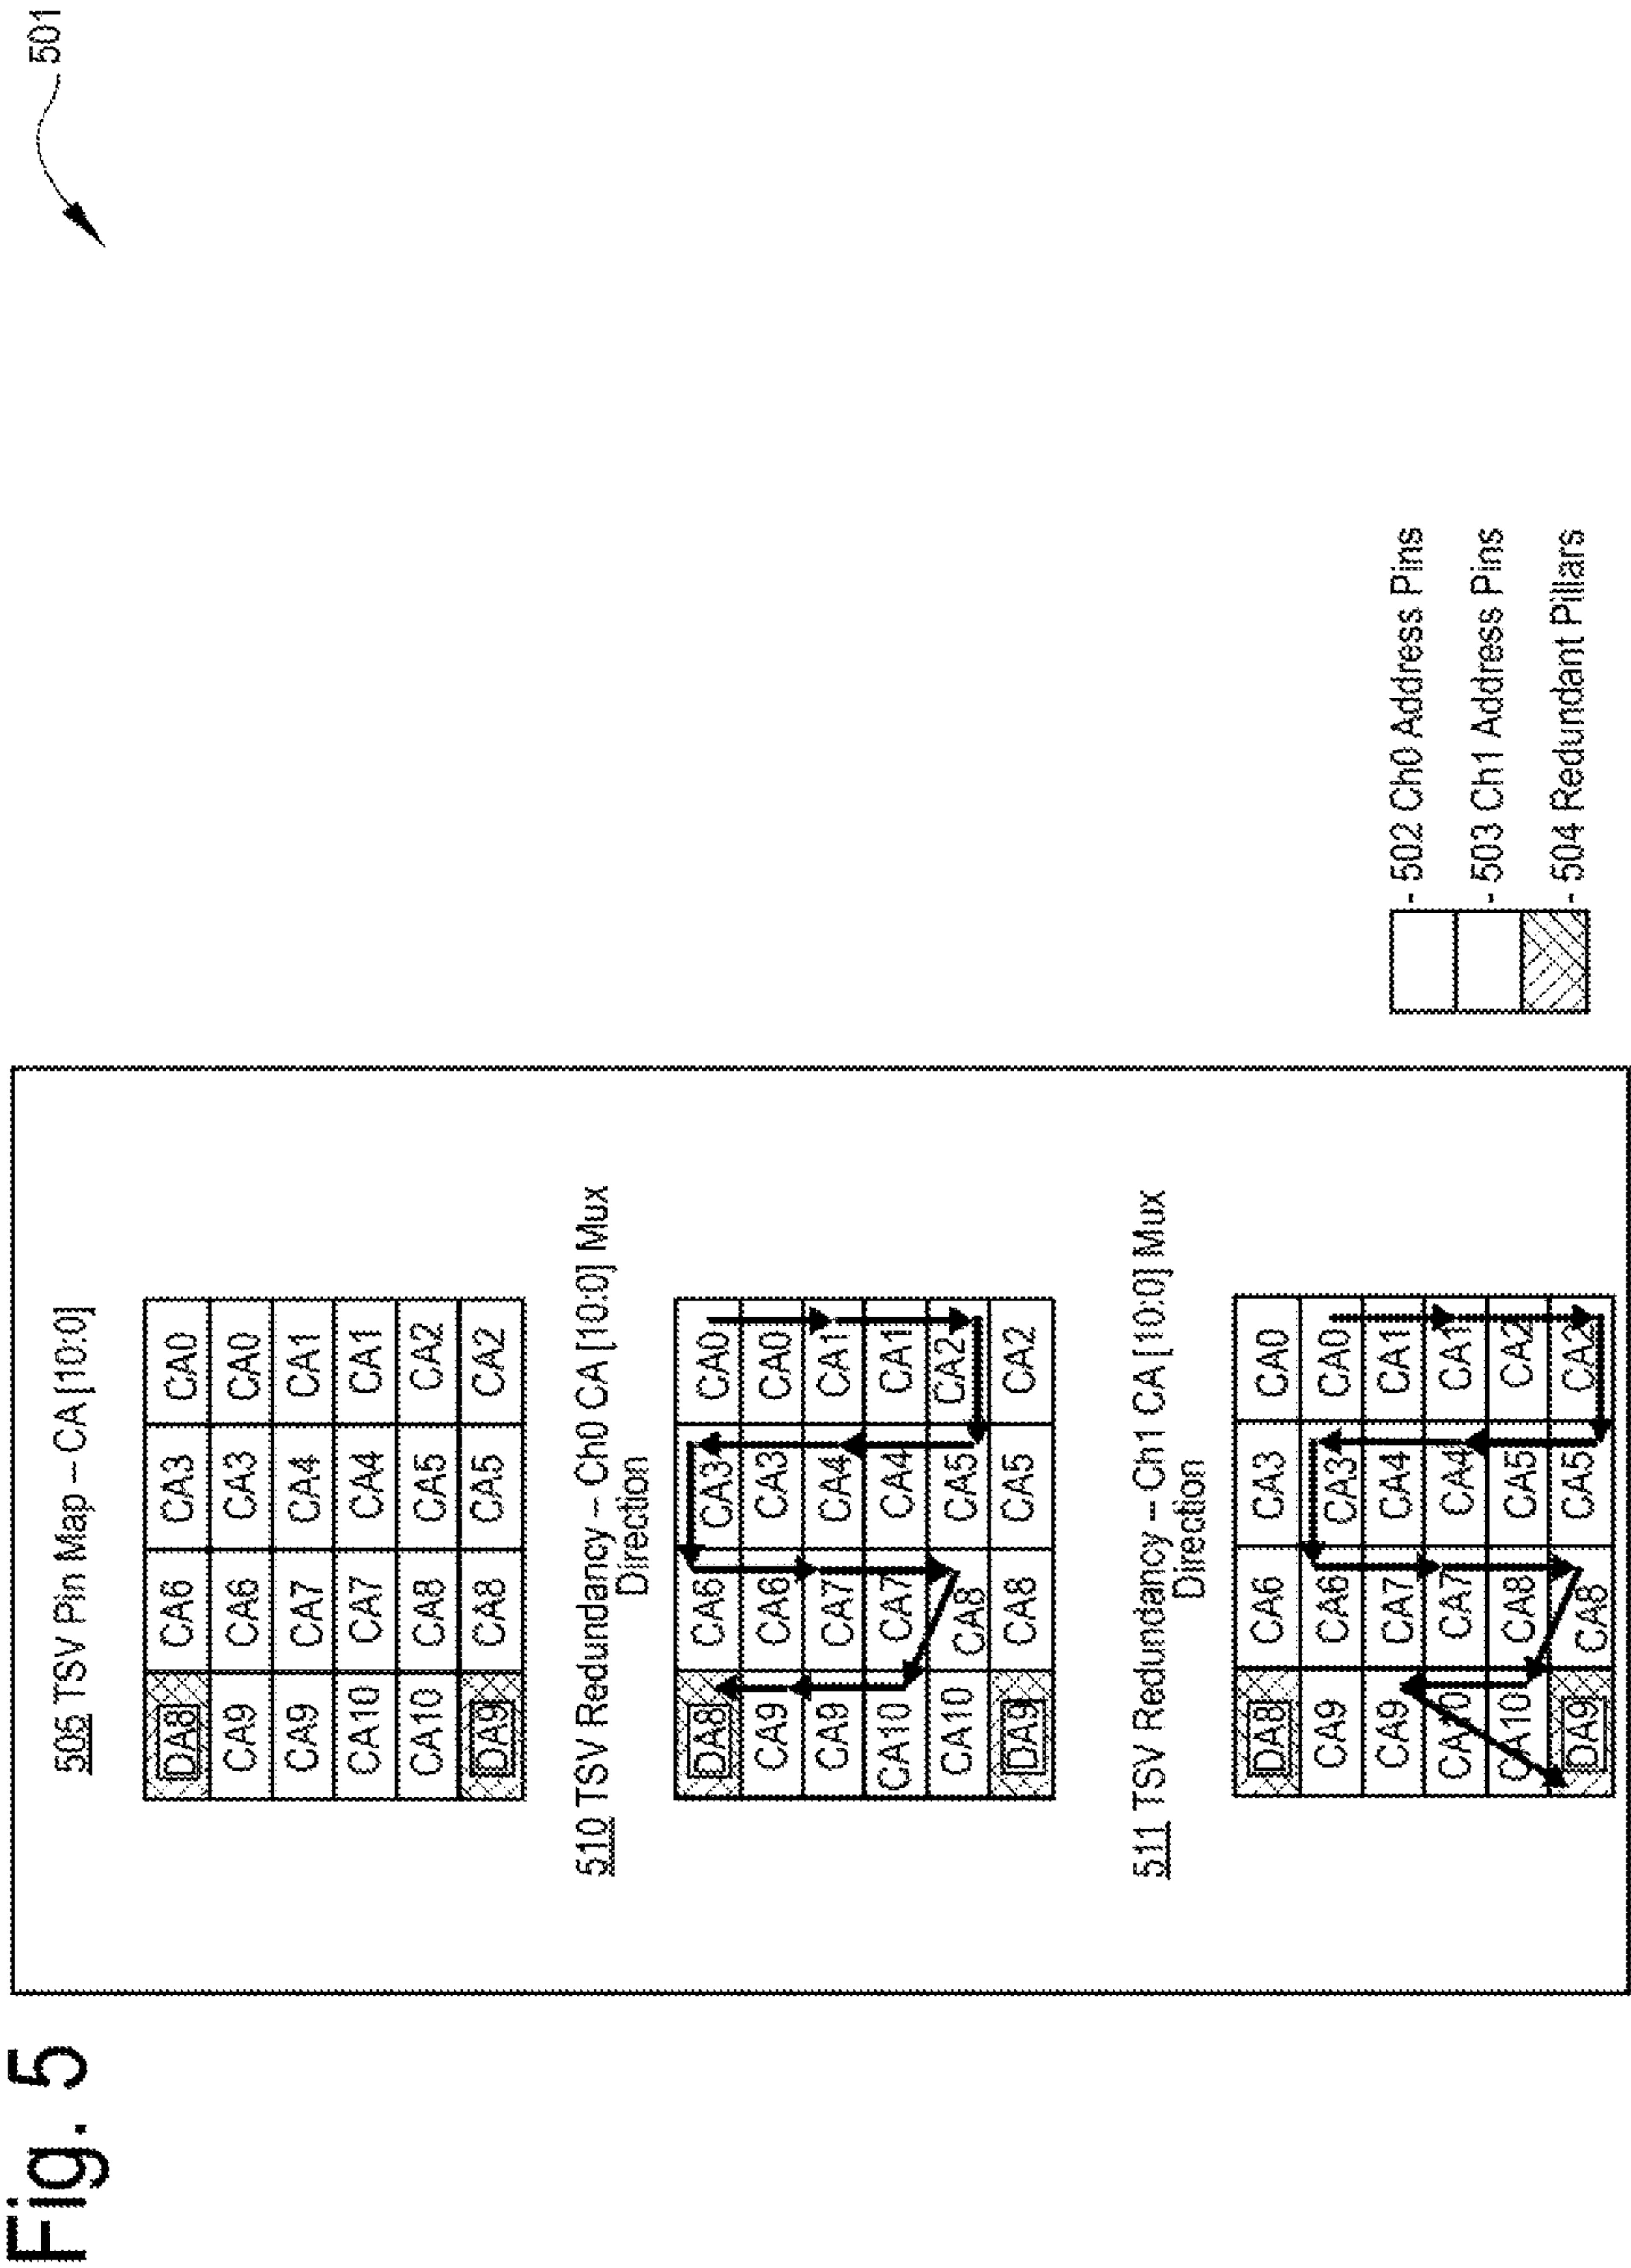 Fig. 5
501
505 TSV Pin Map – CA [10:0]
DA8 CA6 CA3 CA0
CA9 CA6 CA3 CA0
CA9 CA7 CA4 CA1
CA10 CA7 CA4 CA1
CA10 CA8 CA5 CA2
DA9 CA8 CA5 CA2
510 TSV Redundancy – Ch0 CA [10:0] Mux
Direction
DA8 CA6 CA3 CA0
CA9 CA6 CA3 CA0
CA9 CA7 CA4 CA1
CA10 CA7 CA4 CA1
CA10 CA8 CA5 CA2
DA9 CA8 CA5 CA2
511 TSV Redundancy – Ch1 CA [10:0] Mux
Direction
DA8 CA6 CA3 CA0
CA9 CA6 CA3 CA0
CA9 CA7 CA4 CA1
CA10 CA7 CA4 CA1
CA10 CA8 CA5 CA2
DA9 CA8 CA5 CA2
- 502 Ch0 Address Pins
- 503 Ch1 Address Pins
- 504 Redundant Pillars